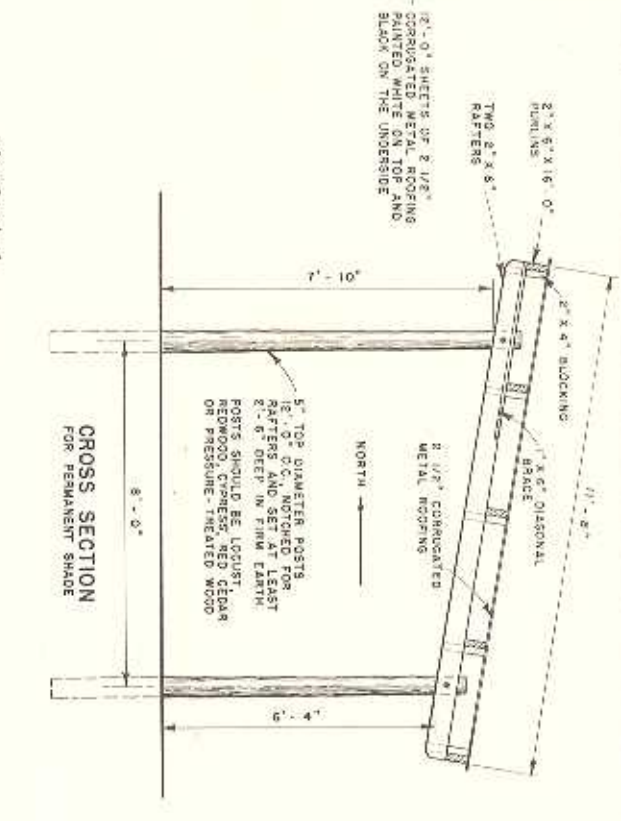 12'-0" SHEETS OF 2 1/2"
CORRUGATED METAL ROOFING
PAINTED WHITE ON TOP AND
BLACK ON THE UNDERSIDE
2" X 6" X 16'-0"
PURLINS
TWO 2" X 6"
RAFTERS
2" X 4" BLOCKING
1" X 6" DIAGONAL
BRACE
11'-8"
2 1/2" CORRUGATED
METAL ROOFING
7'-10"
NORTH
5" TOP DIAMETER POSTS
12'-0" O.C., NOTCHED FOR
RAFTERS AND SET AT LEAST
2'-6" DEEP IN FIRM EARTH.
POSTS SHOULD BE LOCUST,
REDWOOD, CYPRESS, RED CEDAR
OR PRESSURE-TREATED WOOD
6'-4"
8'-0"
CROSS SECTION
FOR PERMANENT SHADE